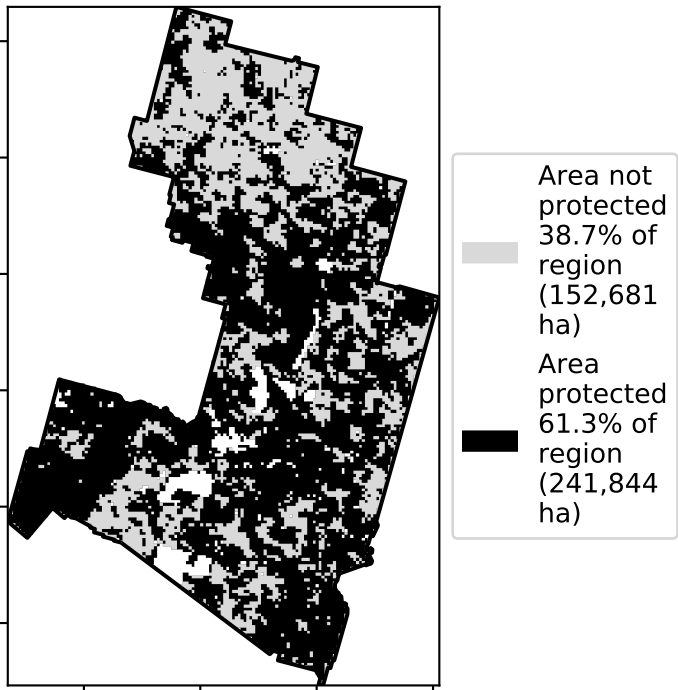 Area not
protected
38.7% of
region
(152,681
ha)
Area
protected
61.3% of
region
(241,844
ha)